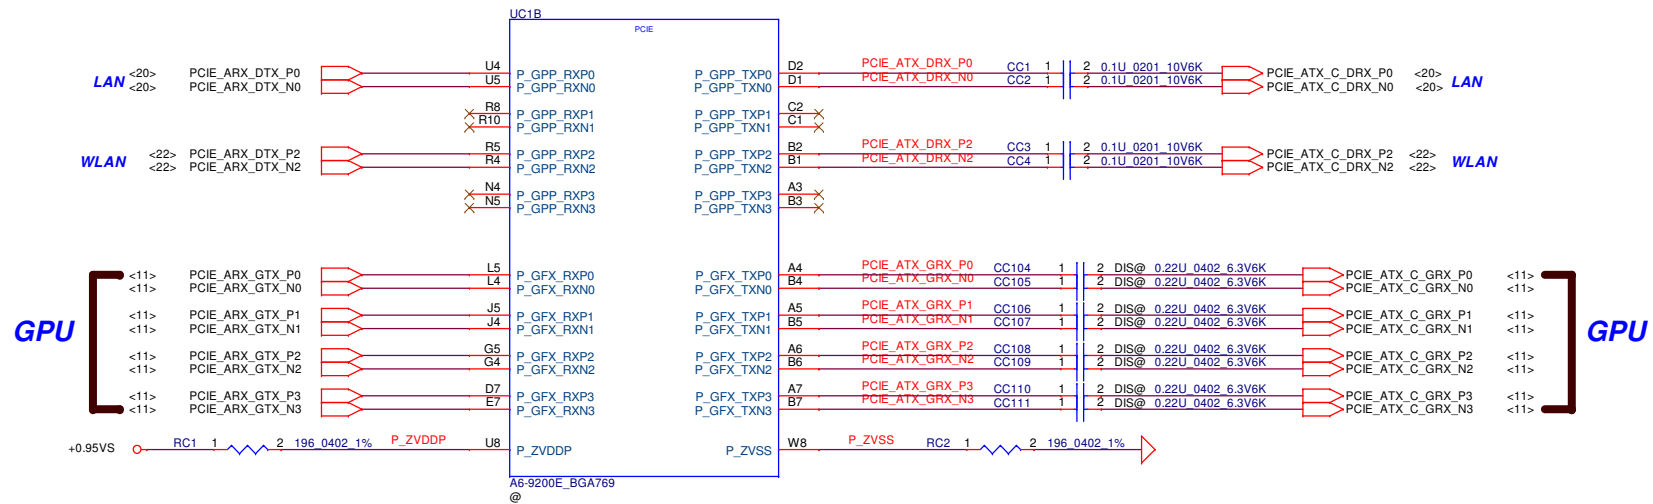 UC1B
PCIE
LAN <20> PCIE_ARX_DTX_P0 U4 P_GPP_RXP0 P_GPP_TXP0 D2 PCIE_ATX_DRX_P0 CC1 1 2 0.1U_0201_10V6K PCIE_ATX_C_DRX_P0 <20> LAN
<20> PCIE_ARX_DTX_N0 U5 P_GPP_RXN0 P_GPP_TXN0 D1 PCIE_ATX_DRX_N0 CC2 1 2 0.1U_0201_10V6K PCIE_ATX_C_DRX_N0 <20>
R8 P_GPP_RXP1 P_GPP_TXP1 C2
R10 P_GPP_RXN1 P_GPP_TXN1 C1
WLAN <22> PCIE_ARX_DTX_P2 R5 P_GPP_RXP2 P_GPP_TXP2 B2 PCIE_ATX_DRX_P2 CC3 1 2 0.1U_0201_10V6K PCIE_ATX_C_DRX_P2 <22> WLAN
<22> PCIE_ARX_DTX_N2 R4 P_GPP_RXN2 P_GPP_TXN2 B1 PCIE_ATX_DRX_N2 CC4 1 2 0.1U_0201_10V6K PCIE_ATX_C_DRX_N2 <22>
N4 P_GPP_RXP3 P_GPP_TXP3 A3
N5 P_GPP_RXN3 P_GPP_TXN3 B3
<11> PCIE_ARX_GTX_P0 L5 P_GFX_RXP0 P_GFX_TXP0 A4 PCIE_ATX_GRX_P0 CC104 1 2 DIS@ 0.22U_0402_6.3V6K PCIE_ATX_C_GRX_P0 <11>
<11> PCIE_ARX_GTX_N0 L4 P_GFX_RXN0 P_GFX_TXN0 B4 PCIE_ATX_GRX_N0 CC105 1 2 DIS@ 0.22U_0402_6.3V6K PCIE_ATX_C_GRX_N0 <11>
<11> PCIE_ARX_GTX_P1 J5 P_GFX_RXP1 P_GFX_TXP1 A5 PCIE_ATX_GRX_P1 CC106 1 2 DIS@ 0.22U_0402_6.3V6K PCIE_ATX_C_GRX_P1 <11>
GPU <11> PCIE_ARX_GTX_N1 J4 P_GFX_RXN1 P_GFX_TXN1 B5 PCIE_ATX_GRX_N1 CC107 1 2 DIS@ 0.22U_0402_6.3V6K PCIE_ATX_C_GRX_N1 <11> GPU
<11> PCIE_ARX_GTX_P2 G5 P_GFX_RXP2 P_GFX_TXP2 A6 PCIE_ATX_GRX_P2 CC108 1 2 DIS@ 0.22U_0402_6.3V6K PCIE_ATX_C_GRX_P2 <11>
<11> PCIE_ARX_GTX_N2 G4 P_GFX_RXN2 P_GFX_TXN2 B6 PCIE_ATX_GRX_N2 CC109 1 2 DIS@ 0.22U_0402_6.3V6K PCIE_ATX_C_GRX_N2 <11>
<11> PCIE_ARX_GTX_P3 D7 P_GFX_RXP3 P_GFX_TXP3 A7 PCIE_ATX_GRX_P3 CC110 1 2 DIS@ 0.22U_0402_6.3V6K PCIE_ATX_C_GRX_P3 <11>
<11> PCIE_ARX_GTX_N3 E7 P_GFX_RXN3 P_GFX_TXN3 B7 PCIE_ATX_GRX_N3 CC111 1 2 DIS@ 0.22U_0402_6.3V6K PCIE_ATX_C_GRX_N3 <11>
+0.95VS RC1 1 2 196_0402_1% P_ZVDDP U8 P_ZVDDP P_ZVSS W8 P_ZVSS RC2 1 2 196_0402_1%
A6-9200E_BGA769
@